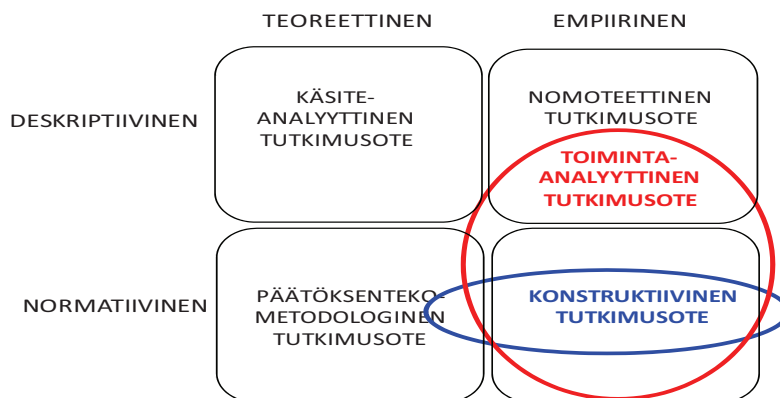 TEOREETTINEN
EMPIIRINEN
DESKRIPTIIVINEN
KÄSITE-
ANALYYTTINEN
TUTKIMUSOTE
NOMOTEETTINEN
TUTKIMUSOTE
TOIMINTA-
ANALYYTTINEN
TUTKIMUSOTE
NORMATIIVINEN
PÄÄTÖKSENTEKO-
METODOLOGINEN
TUTKIMUSOTE
KONSTRUKTIIVINEN
TUTKIMUSOTE